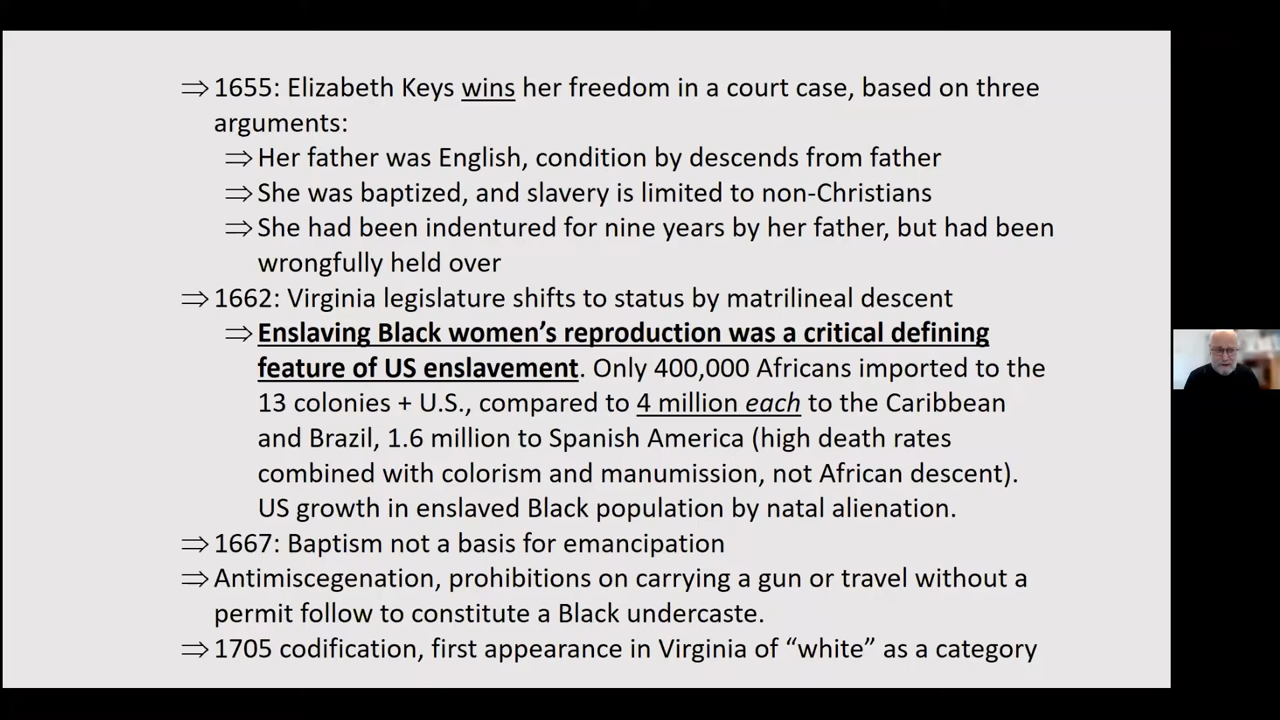 ⇒ 1655: Elizabeth Keys wins her freedom in a court case, based on three
arguments:
⇒ Her father was English, condition by descends from father
⇒ She was baptized, and slavery is limited to non-Christians
⇒ She had been indentured for nine years by her father, but had been
wrongfully held over
⇒ 1662: Virginia legislature shifts to status by matrilineal descent
⇒ Enslaving Black women’s reproduction was a critical defining
feature of US enslavement. Only 400,000 Africans imported to the
13 colonies + U.S., compared to 4 million each to the Caribbean
and Brazil, 1.6 million to Spanish America (high death rates
combined with colorism and manumission, not African descent).
US growth in enslaved Black population by natal alienation.
⇒ 1667: Baptism not a basis for emancipation
⇒ Antimiscegenation, prohibitions on carrying a gun or travel without a
permit follow to constitute a Black undercaste.
⇒ 1705 codification, first appearance in Virginia of “white” as a category